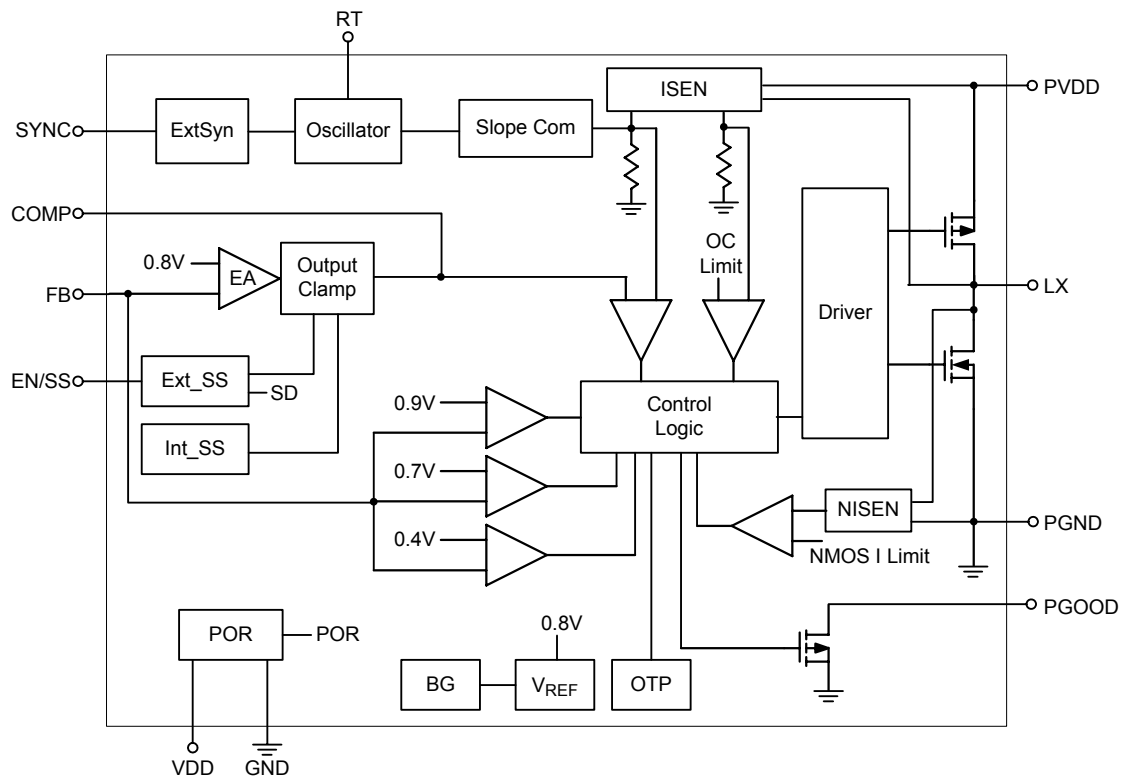 RT
ISEN
PVDD
SYNC
ExtSyn
Oscillator
Slope Com
COMP
OC
Limit
0.8V
EA
Output
Clamp
FB
LX
Driver
EN/SS
Ext_SS
SD
Control
Logic
0.9V
Int_SS
0.7V
NISEN
PGND
0.4V
NMOS I Limit
PGOOD
POR
POR
0.8V
BG
VREF
OTP
VDD
GND